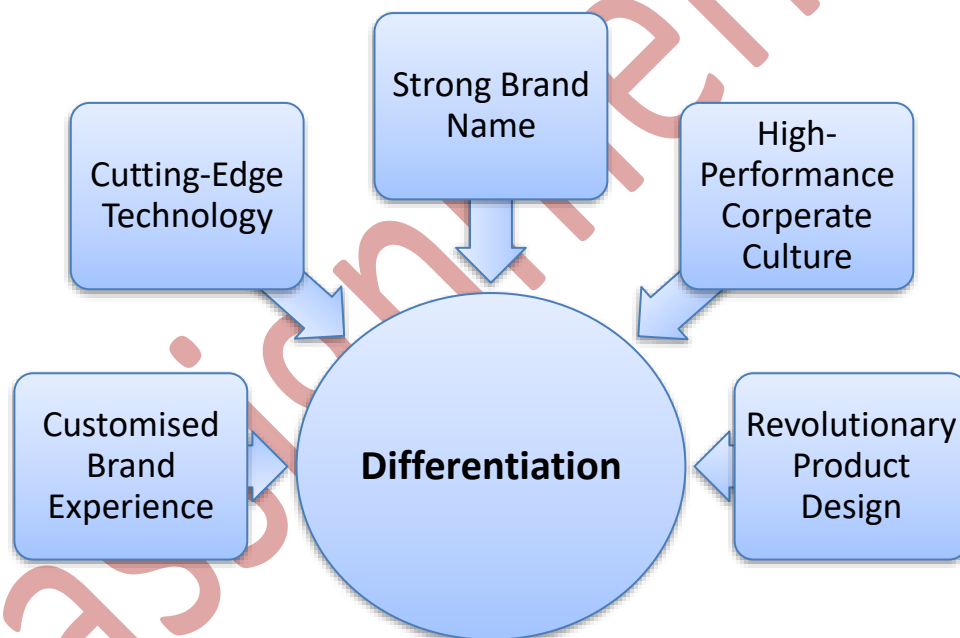 Strong Brand
Name
Cutting-Edge
Technology
High-
Performance
Corperate
Culture
Customised
Brand
Experience
Differentiation
Revolutionary
Product
Design